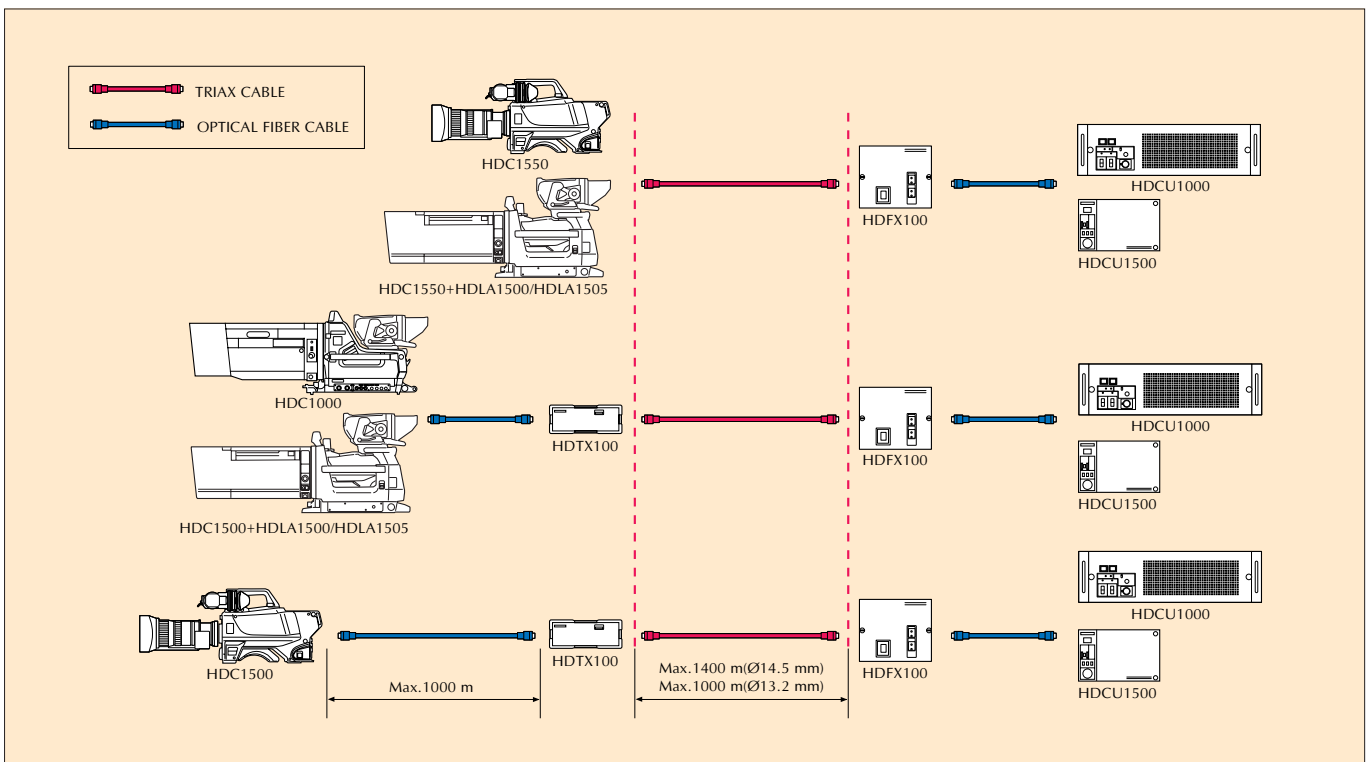 TRIAX CABLE
OPTICAL FIBER CABLE
HDC1550
HDC1550+HDLA1500/HDLA1505
HDFX100
HDCU1000
HDCU1500
HDC1000
HDC1500+HDLA1500/HDLA1505
HDTX100
HDFX100
HDCU1000
HDCU1500
HDC1500
Max.1000 m
HDTX100
Max.1400 m(Ø14.5 mm)
Max.1000 m(Ø13.2 mm)
HDFX100
HDCU1000
HDCU1500